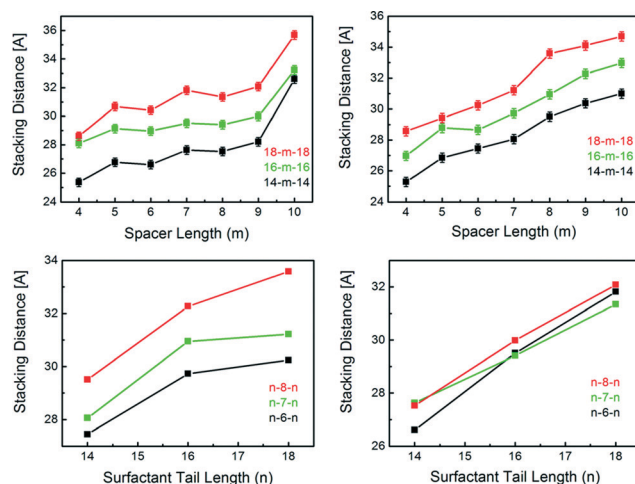 Stacking Distance [A]
36
34
32
30
28
26
24
18-m-18
16-m-16
14-m-14
4 5 6 7 8 9 10
Spacer Length (m)
Stacking Distance [A]
36
33
30
27
24
18-m-18
16-m-16
14-m-14
4 5 6 7 8 9 10
Spacer Length (m)
Stacking Distance [A]
34
32
30
28
n-8-n
n-7-n
n-6-n
14 15 16 17 18
Surfactant Tail Length (n)
Stacking Distance [A]
32
30
28
26
n-8-n
n-7-n
n-6-n
14 15 16 17 18
Surfactant Tail Length (n)